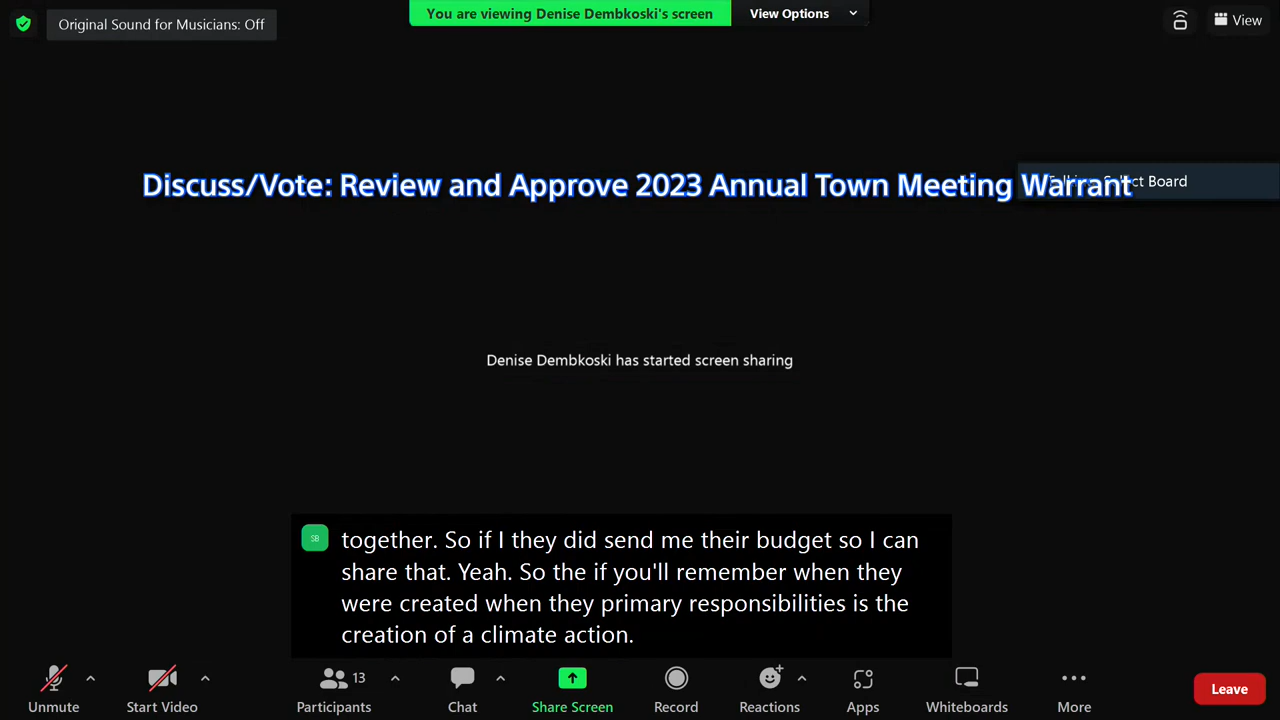 Original Sound for Musicians: Off
You are viewing Denise Dembkoski's screen
View Options
View
Discuss/Vote: Review and Approve 2023 Annual Town Meeting Warrant
Select Board
Denise Dembkoski has started screen sharing
SB
together. So if I they did send me their budget so I can
share that. Yeah. So the if you'll remember when they
were created when they primary responsibilities is the
creation of a climate action.
13
Unmute
Start Video
Participants
Chat
Share Screen
Record
Reactions
Apps
Whiteboards
More
Leave